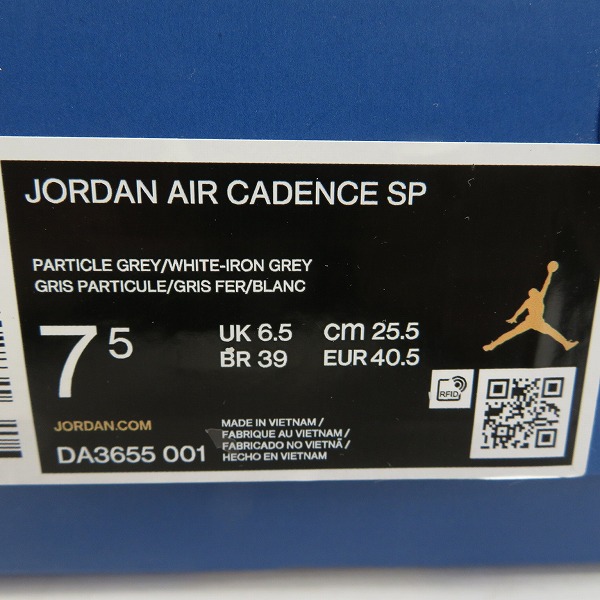 JORDAN AIR CADENCE SP
PARTICLE GREY/WHITE-IRON GREY
GRIS PARTICULE/GRIS FER/BLANC
7 5
UK 6.5 cm 25.5
BR 39 EUR 40.5
RFID
JORDAN.COM
DA3655 001
MADE IN VIETNAM /
FABRIQUE AU VIETNAM /
FABRICADO NO VIETNÃ /
HECHO EN VIETNAM